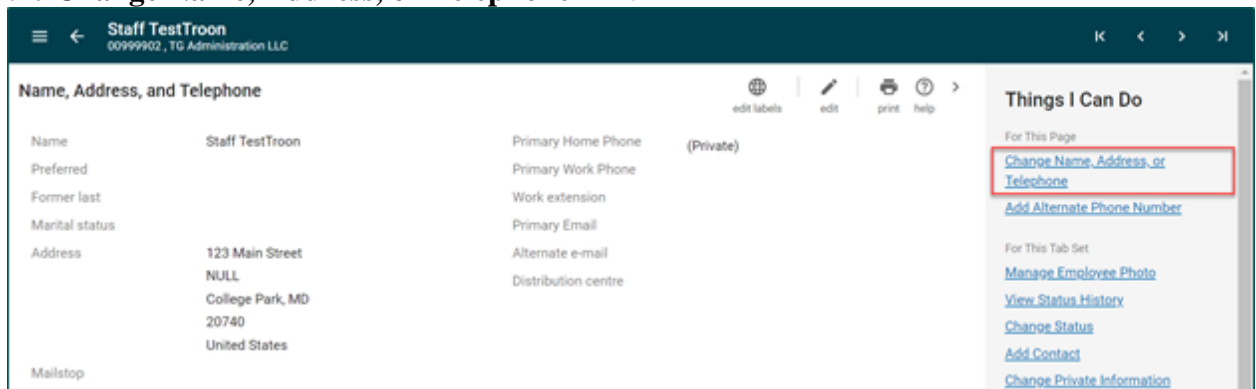 Staff TestTroon
00999902 , TG Administration LLC
Name, Address, and Telephone
edit labels
edit
print
help
Name Staff TestTroon
Preferred
Former last
Marital status
Address 123 Main Street
NULL
College Park, MD
20740
United States
Mailstop
Primary Home Phone (Private)
Primary Work Phone
Work extension
Primary Email
Alternate e-mail
Distribution centre
Things I Can Do
For This Page
Change Name, Address, or
Telephone
Add Alternate Phone Number
For This Tab Set
Manage Employee Photo
View Status History
Change Status
Add Contact
Change Private Information